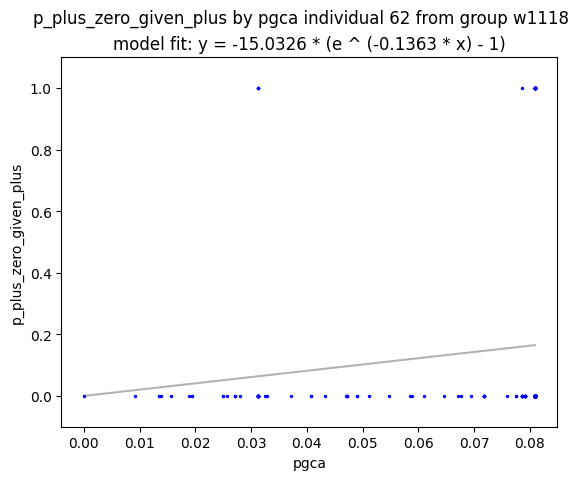 p_plus_zero_given_plus by pgca individual 62 from group w1118
model fit: y = -15.0326 * (e ^ (-0.1363 * x) - 1)
1.0
0.8
0.6
0.4
0.2
0.0
p_plus_zero_given_plus
0.00 0.01 0.02 0.03 0.04 0.05 0.06 0.07 0.08
pgca